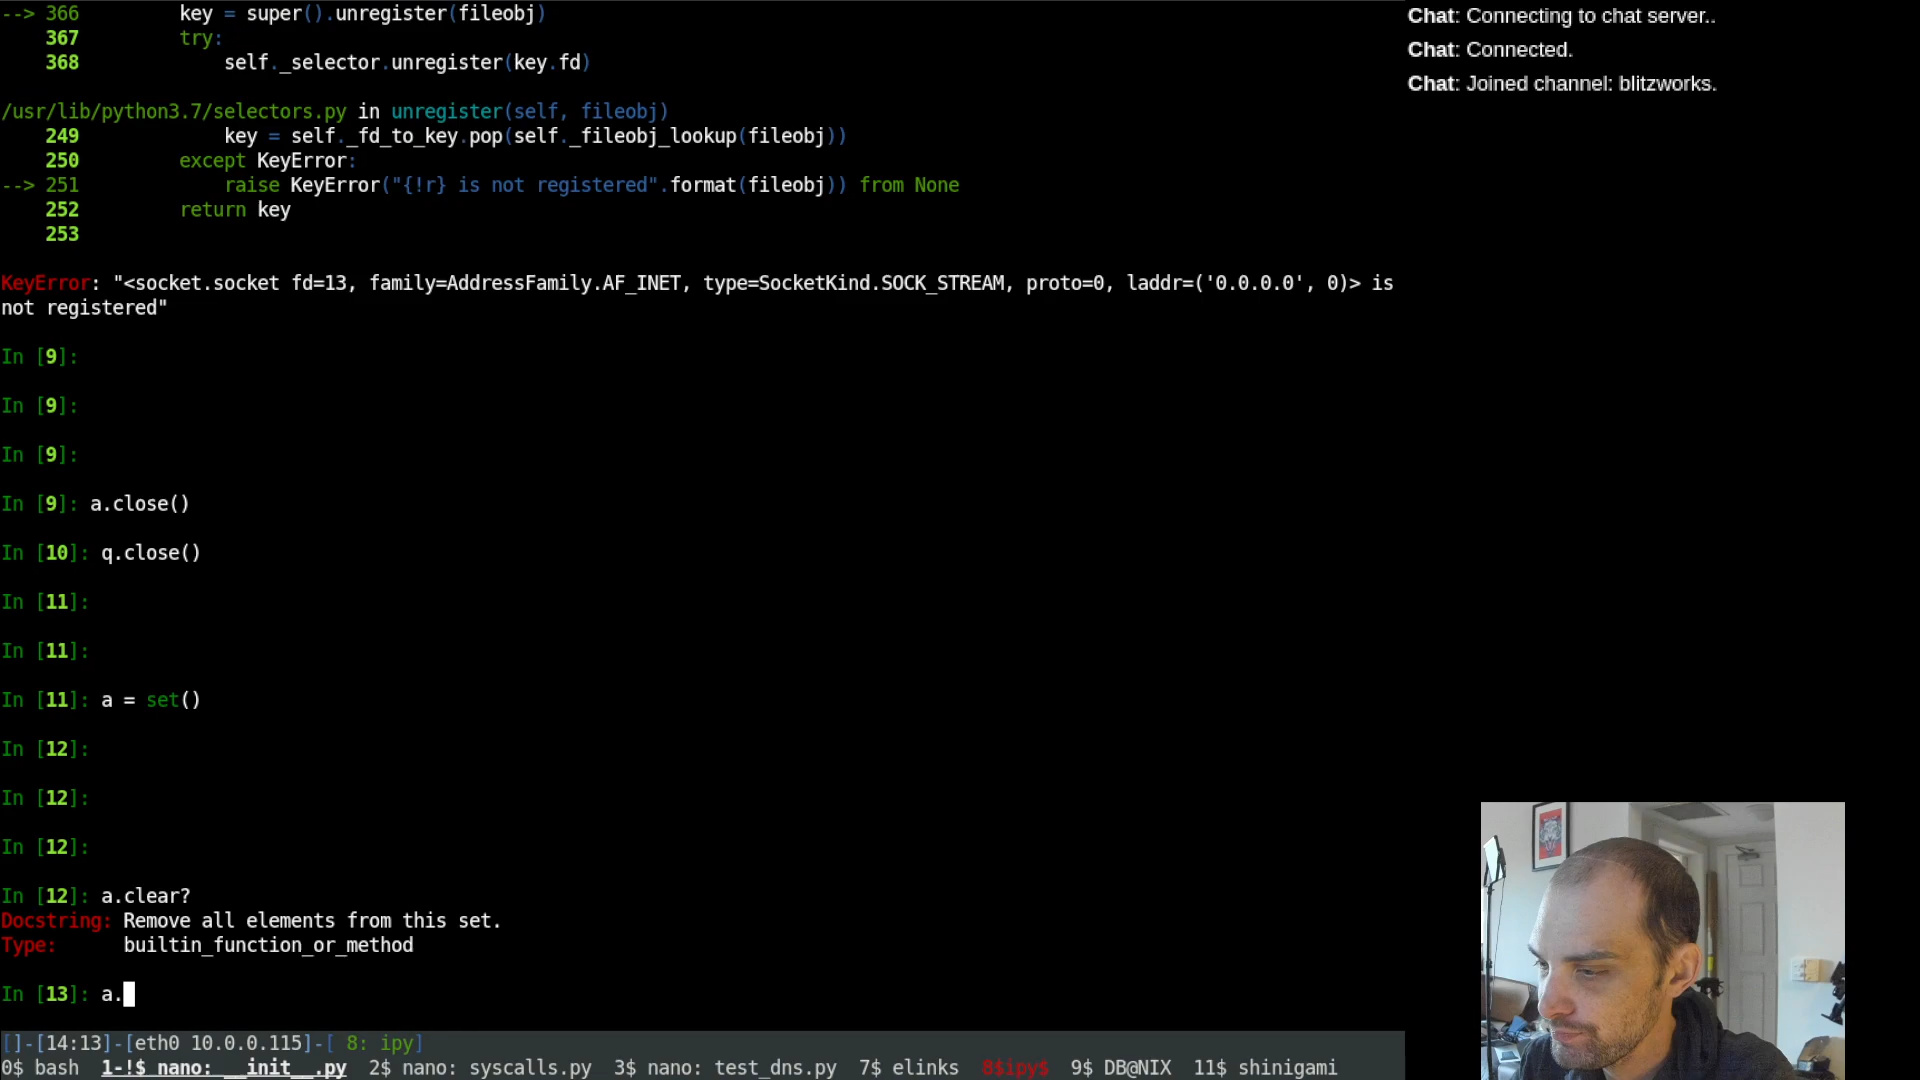 --> 366         key = super().unregister(fileobj)
    367         try:
    368             self._selector.unregister(key.fd)
/usr/lib/python3.7/selectors.py in unregister(self, fileobj)
    249             key = self._fd_to_key.pop(self._fileobj_lookup(fileobj))
    250         except KeyError:
--> 251             raise KeyError("{!r} is not registered".format(fileobj)) from None
    252         return key
    253
KeyError: "<socket.socket fd=13, family=AddressFamily.AF_INET, type=SocketKind.SOCK_STREAM, proto=0, laddr=('0.0.0.0', 0)> is
not registered"
In [9]:
In [9]:
In [9]:
In [9]: a.close()
In [10]: q.close()
In [11]:
In [11]:
In [11]: a = set()
In [12]:
In [12]:
In [12]:
In [12]: a.clear?
Docstring: Remove all elements from this set.
Type:      builtin_function_or_method
In [13]: a.
[]-[14:13]-[eth0 10.0.0.115]-[ 8: ipy]
0$ bash  1-!$ nano: __init__.py  2$ nano: syscalls.py  3$ nano: test_dns.py  7$ elinks  8$ipy$  9$ DB@NIX  11$ shinigami
Chat: Connecting to chat server..
Chat: Connected.
Chat: Joined channel: blitzworks.